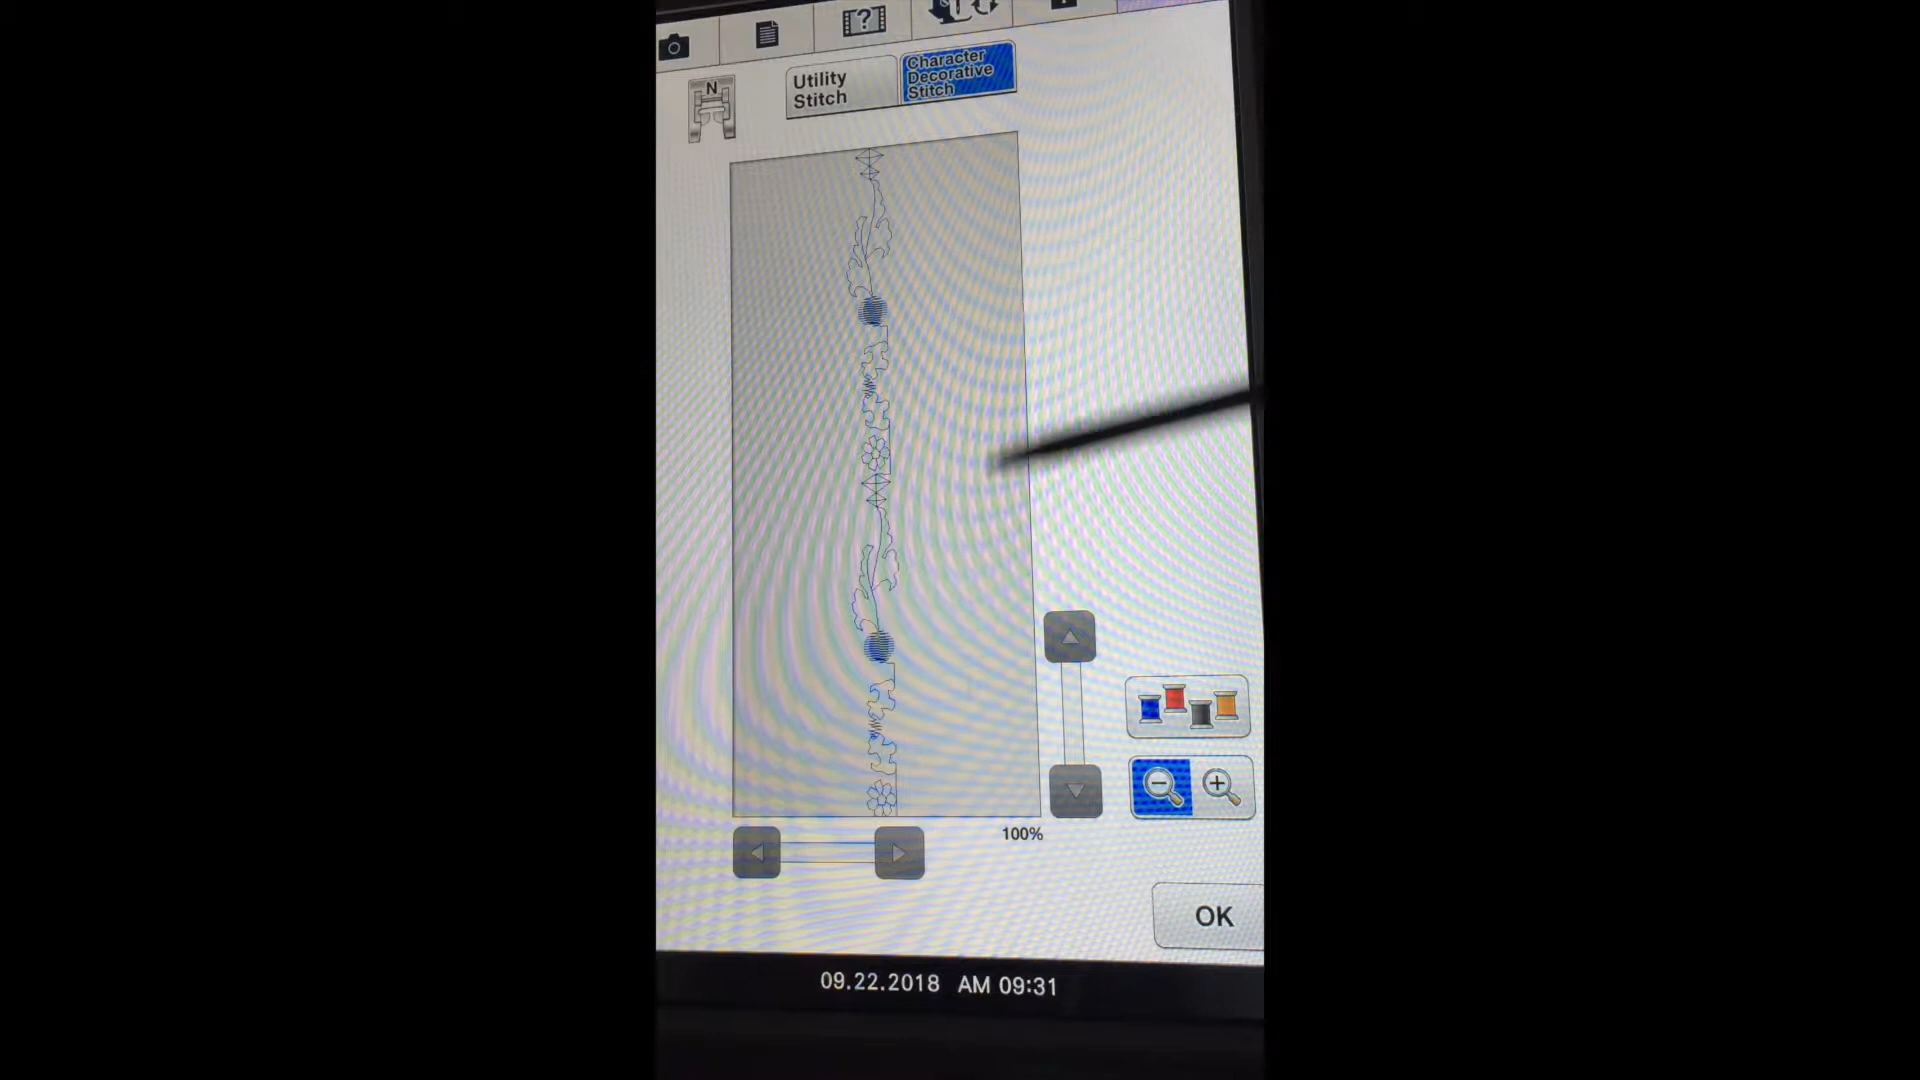 ?
N
Utility
Stitch
Character
Decorative
Stitch
100%
OK
09.22.2018 AM 09:31